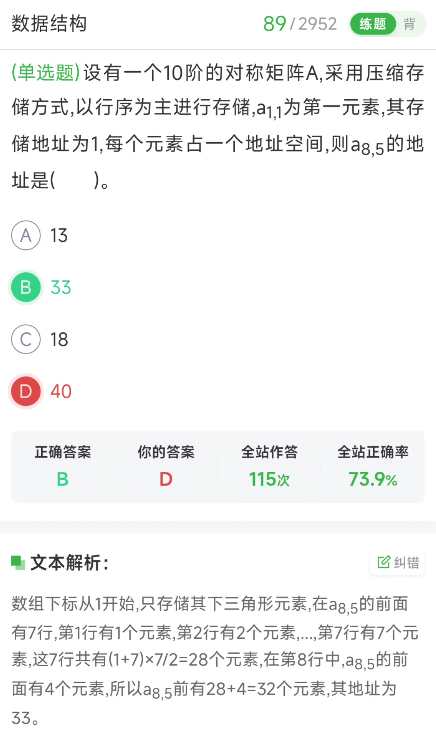 数据结构 89/2952 练题 背
(单选题)设有一个10阶的对称矩阵A,采用压缩存
储方式,以行序为主进行存储,a1,1为第一元素,其存
储地址为1,每个元素占一个地址空间,则a8,5的地
址是(  )。
A 13
B 33
C 18
D 40
正确答案 你的答案 全站作答 全站正确率
B D 115次 73.9%
文本解析: 纠错
数组下标从1开始,只存储其下三角形元素,在a8,5的前面
有7行,第1行有1个元素,第2行有2个元素,...,第7行有7个元
素,这7行共有(1+7)×7/2=28个元素,在第8行中,a8,5的前
面有4个元素,所以a8,5前有28+4=32个元素,其地址为
33。